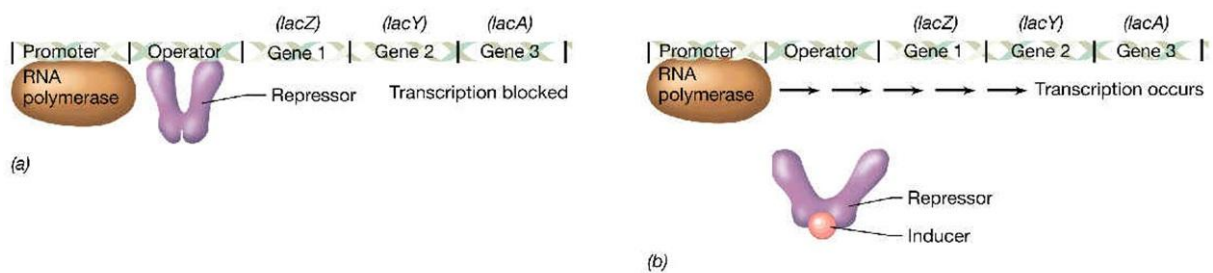 (lacZ) (lacY) (lacA)
Promoter Operator Gene 1 Gene 2 Gene 3
RNA
polymerase
Repressor Transcription blocked
(a)
(lacZ) (lacY) (lacA)
Promoter Operator Gene 1 Gene 2 Gene 3
RNA
polymerase
Transcription occurs
Repressor
Inducer
(b)